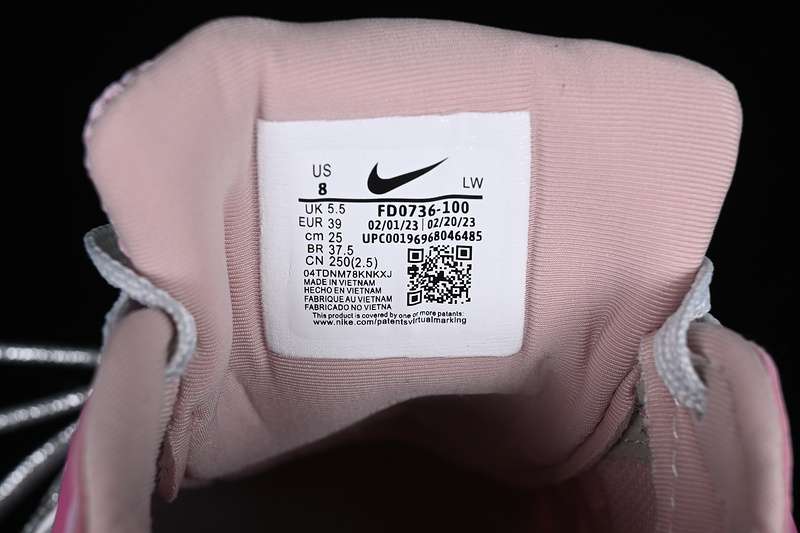 US
8
LW
UK 5.5
EUR 39
cm 25
BR 37.5
CN 250(2.5)
FD0736-100
02/01/23 | 02/20/23
UPC00196968046485
04TDNM78KNKXJ
MADE IN VIETNAM
HECHO EN VIETNAM
FABRIQUE AU VIETNAM
FABRICADO NO VIETNA
This product is covered by one or more patents:
www.nike.com/patentsvirtualmarking